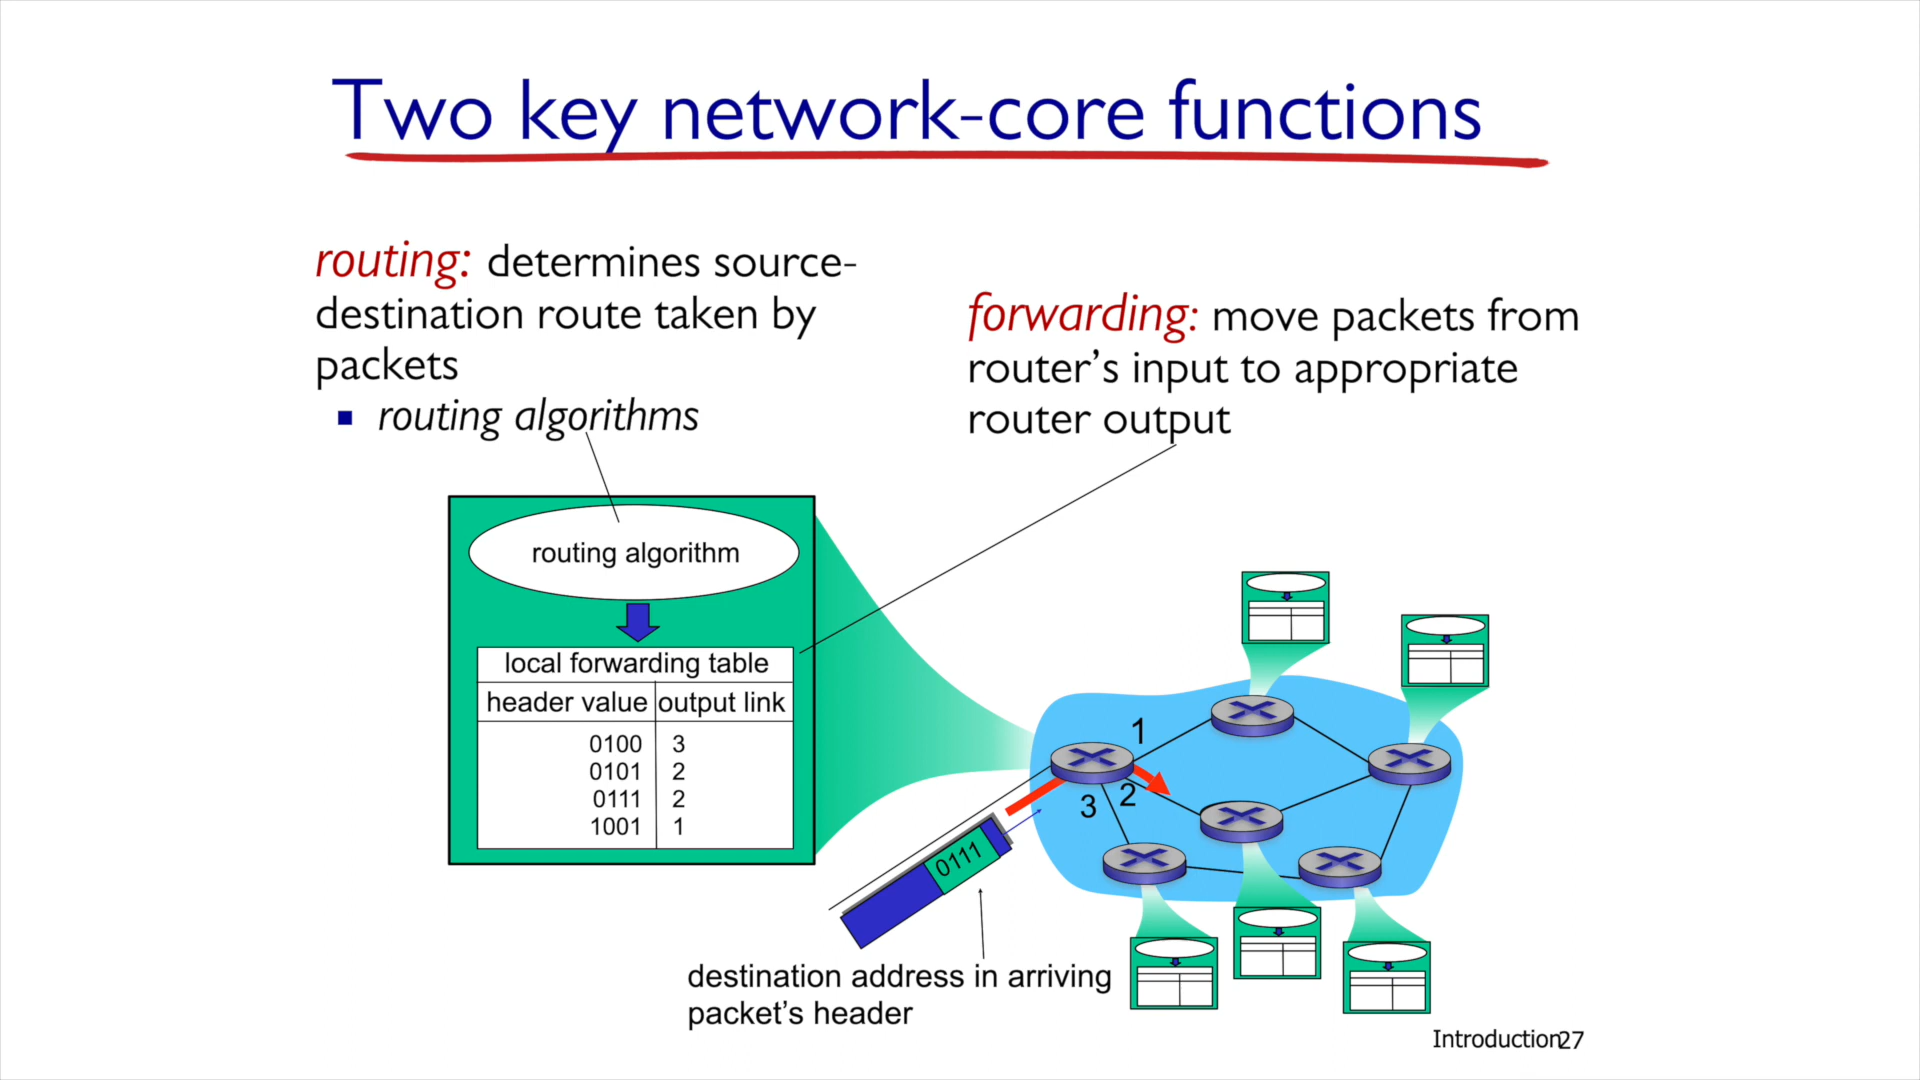 Two key network-core functions
routing: determines source-
destination route taken by
packets
routing algorithms
forwarding: move packets from
router's input to appropriate
router output
routing algorithm
local forwarding table
header value output link
0100 3
0101 2
0111 2
1001 1
1
2
3
0111
destination address in arriving
packet's header
Introduction27